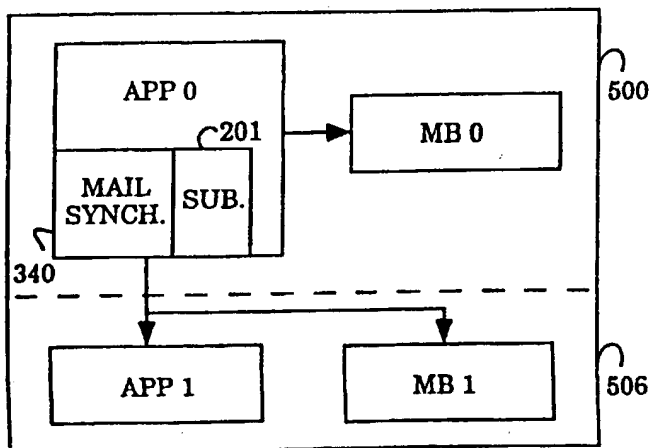 APP 0
201
MAIL
SYNCH.
SUB.
MB 0
500
340
APP 1
MB 1
506